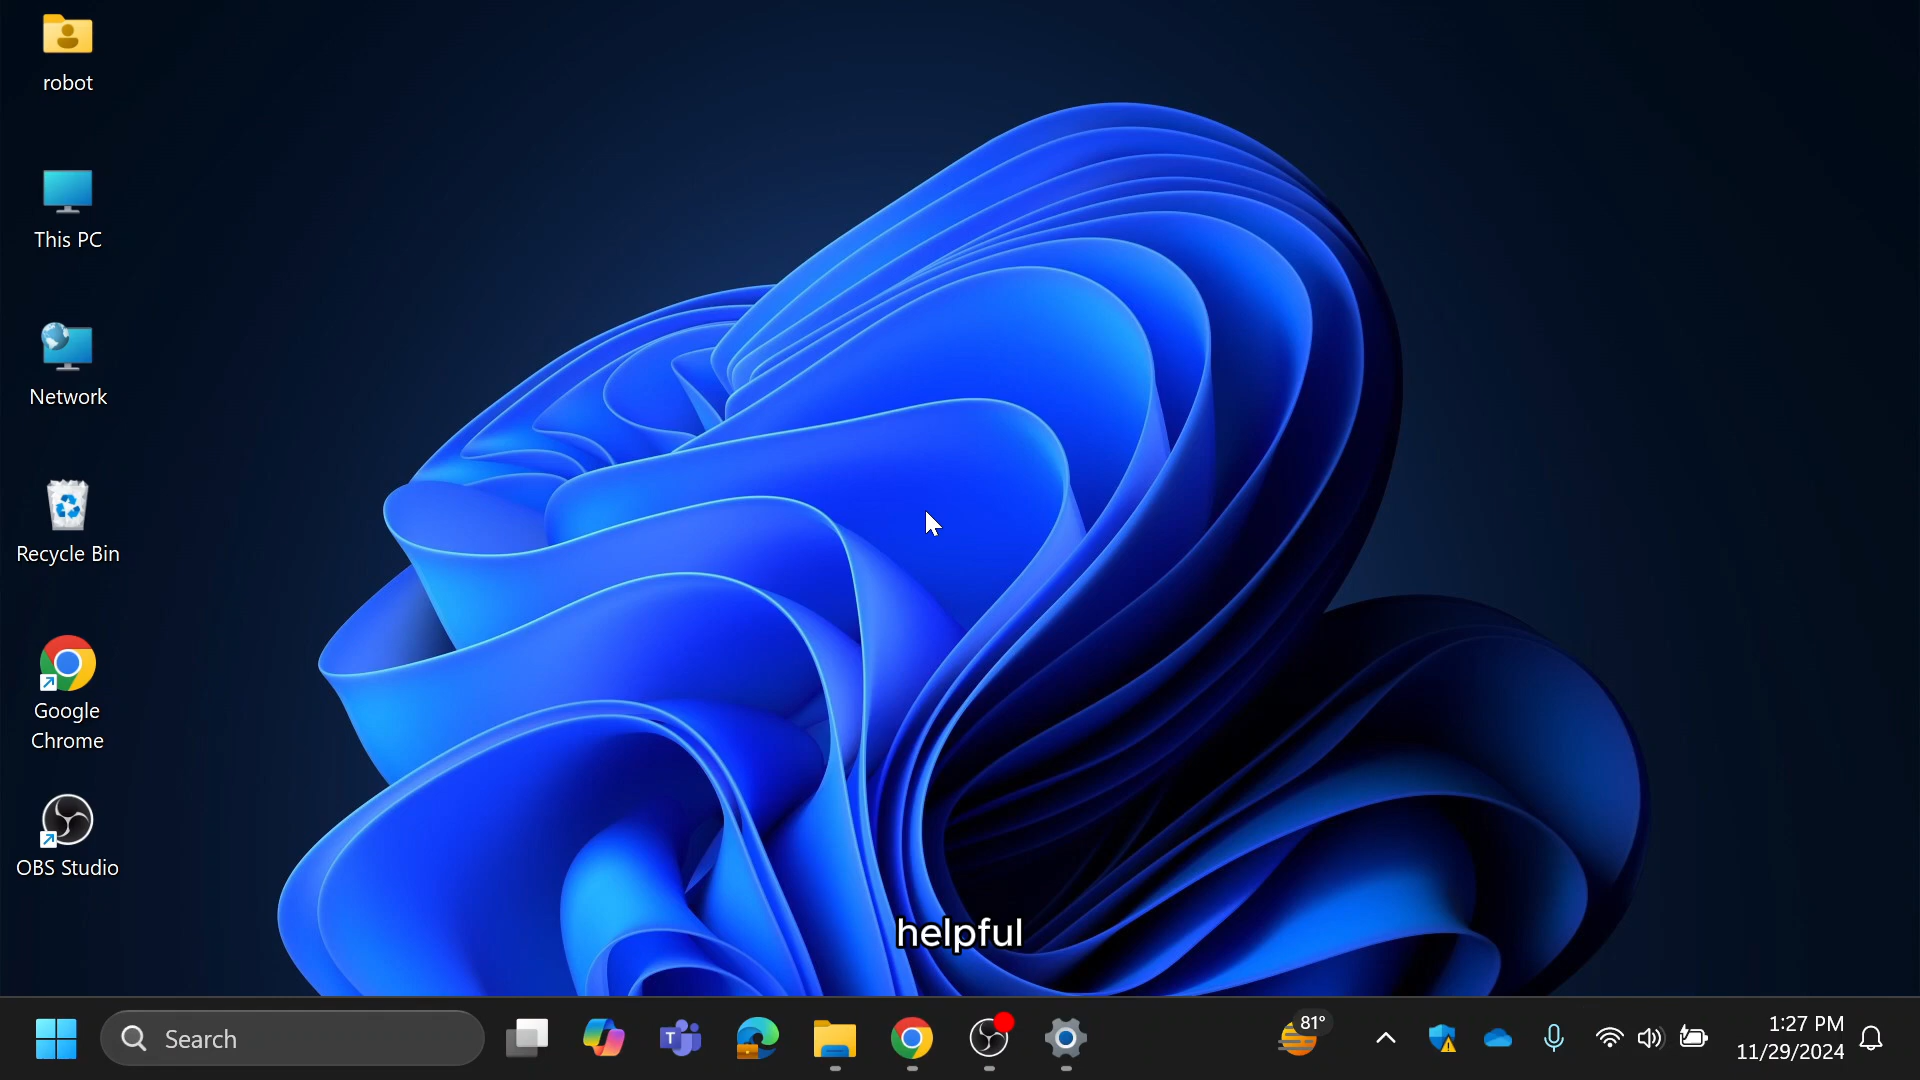 robot
This PC
Network
Recycle Bin
Google
Chrome
OBS Studio
helpful
Search
T
81°
1:27 PM
11/29/2024